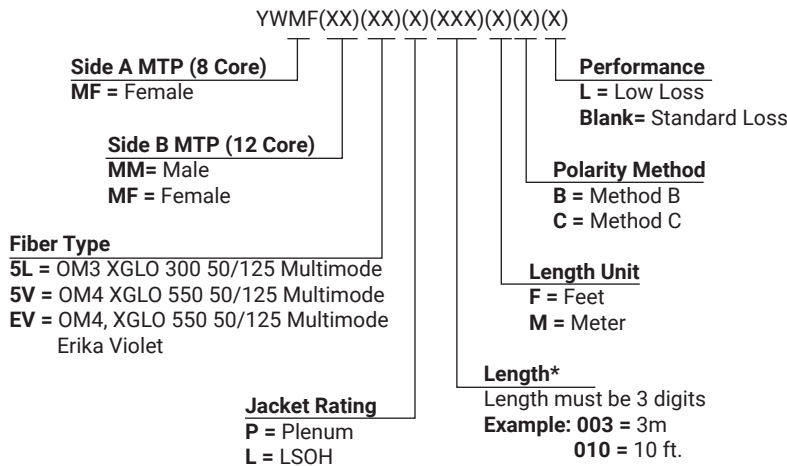 YWMF(XX)(XX)(X)(XXX)(X)(X)(X)
Side A MTP (8 Core)
MF = Female
Side B MTP (12 Core)
MM= Male
MF = Female
Fiber Type
5L = OM3 XGLO 300 50/125 Multimode
5V = OM4 XGLO 550 50/125 Multimode
EV = OM4, XGLO 550 50/125 Multimode
Erika Violet
Jacket Rating
P = Plenum
L = LSOH
Length*
Length must be 3 digits
Example: 003 = 3m
010 = 10 ft.
Length Unit
F = Feet
M = Meter
Polarity Method
B = Method B
C = Method C
Performance
L = Low Loss
Blank= Standard Loss